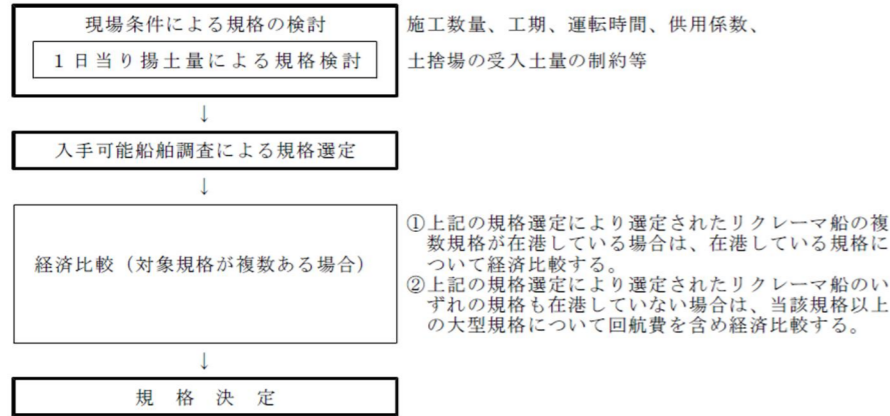 現場条件による規格の検討
施工数量、工期、運転時間、供用係数、
1日当り揚土量による規格検討
土捨場の受入土量の制約等
↓
入手可能船舶調査による規格選定
↓
経済比較（対象規格が複数ある場合）
①上記の規格選定により選定されたリクレーマ船の複
数規格が在港している場合は、在港している規格に
ついて経済比較する。
②上記の規格選定により選定されたリクレーマ船のい
ずれの規格も在港していない場合は、当該規格以上
の大型規格について回航費を含め経済比較する。
↓
規　格　決　定